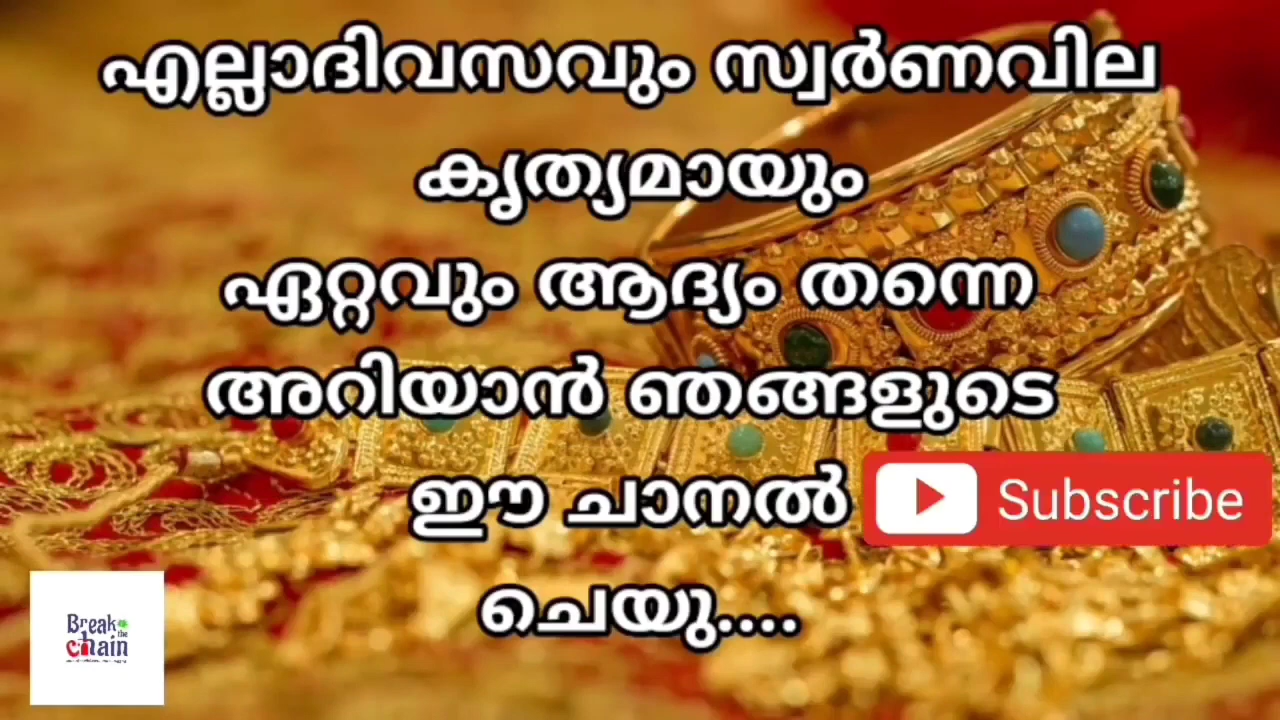 എല്ലാദിവസവും സ്വർണവില
കൃത്യമായും
ഏറ്റവും ആദ്യം തന്നെ
അറിയാൻ ഞങ്ങളുടെ
ഈ ചാനൽ Subscribe
ചെയു....
Break
the
chain